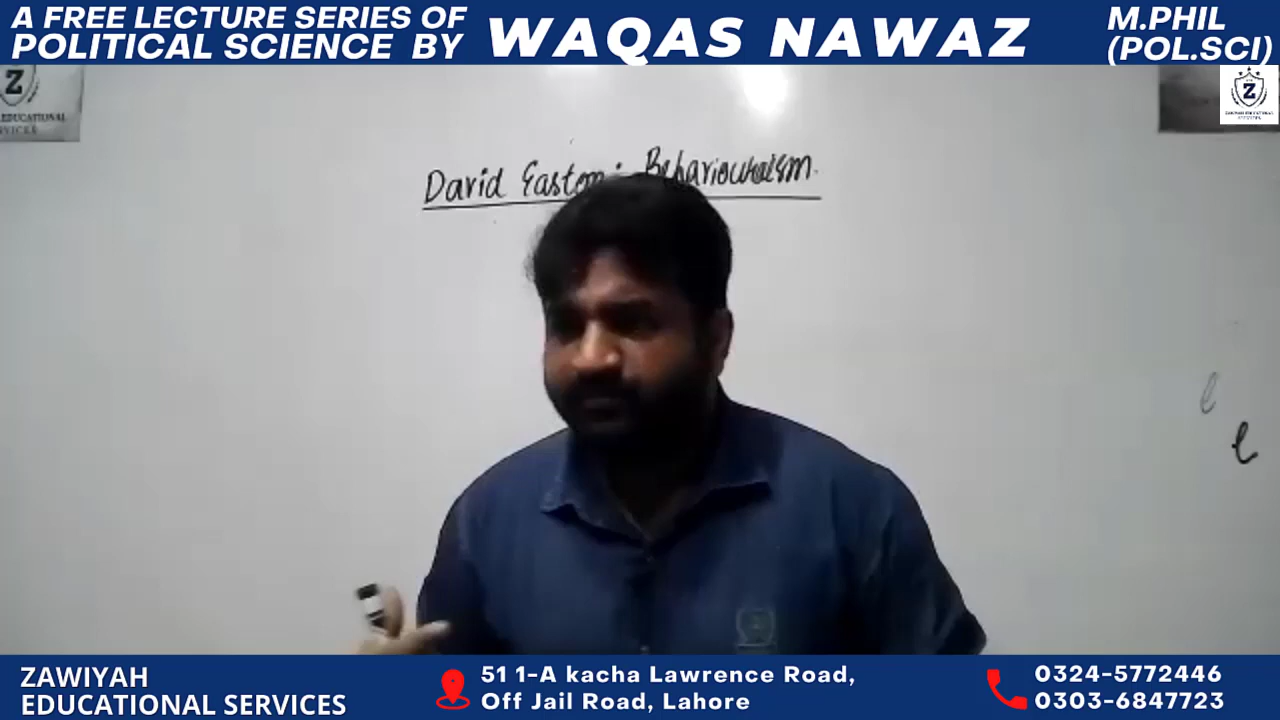 A FREE LECTURE SERIES OF
POLITICAL SCIENCE BY
WAQAS NAWAZ
M.PHIL
(POL.SCI)
Z
EDUCATIONAL
Z
David Easton : Behaviouralism.
e
e
ZAWIYAH
EDUCATIONAL SERVICES
51 1-A kacha Lawrence Road,
Off Jail Road, Lahore
0324-5772446
0303-6847723